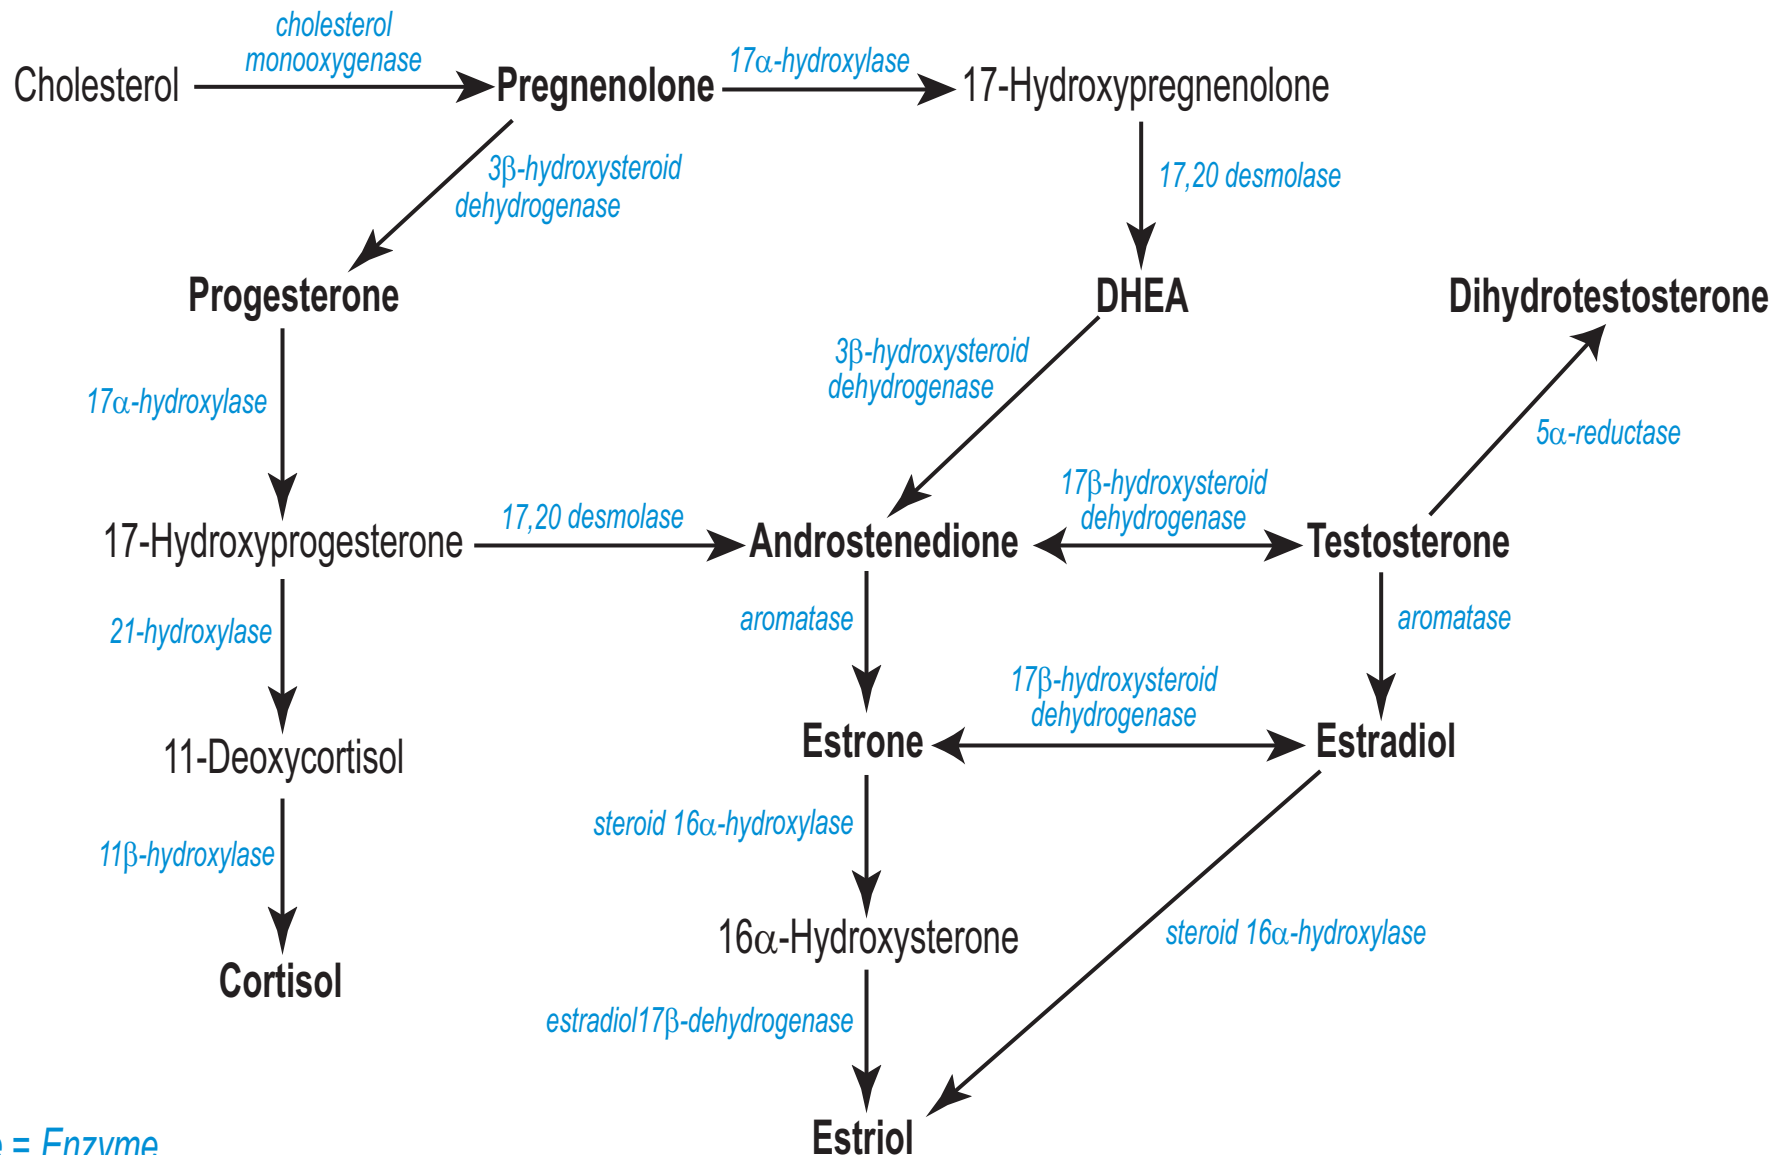 cholesterol
monooxygenase
17α-hydroxylase
Cholesterol
Pregnenolone
17-Hydroxypregnenolone
3β-hydroxysteroid
dehydrogenase
17,20 desmolase
Progesterone
DHEA
Dihydrotestosterone
3β-hydroxysteroid
dehydrogenase
17α-hydroxylase
5α-reductase
17β-hydroxysteroid
dehydrogenase
17,20 desmolase
17-Hydroxyprogesterone
Androstenedione
Testosterone
21-hydroxylase
aromatase
aromatase
17β-hydroxysteroid
dehydrogenase
11-Deoxycortisol
Estrone
Estradiol
11β-hydroxylase
steroid 16α-hydroxylase
16α-Hydroxysterone
steroid 16α-hydroxylase
Cortisol
estradiol17β-dehydrogenase
Estriol
= Enzyme